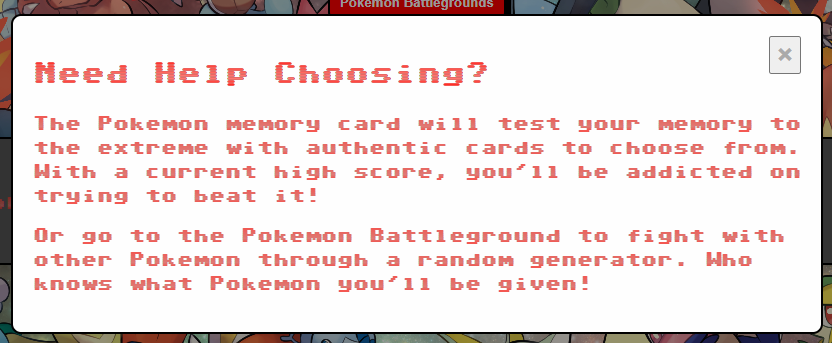 Pokemon Battlegrounds
×
Need Help Choosing?
The Pokemon memory card will test your memory to
the extreme with authentic cards to choose from.
With a current high score, you'll be addicted on
trying to beat it!
Or go to the Pokemon Battleground to fight with
other Pokemon through a random generator. Who
knows what Pokemon you'll be given!